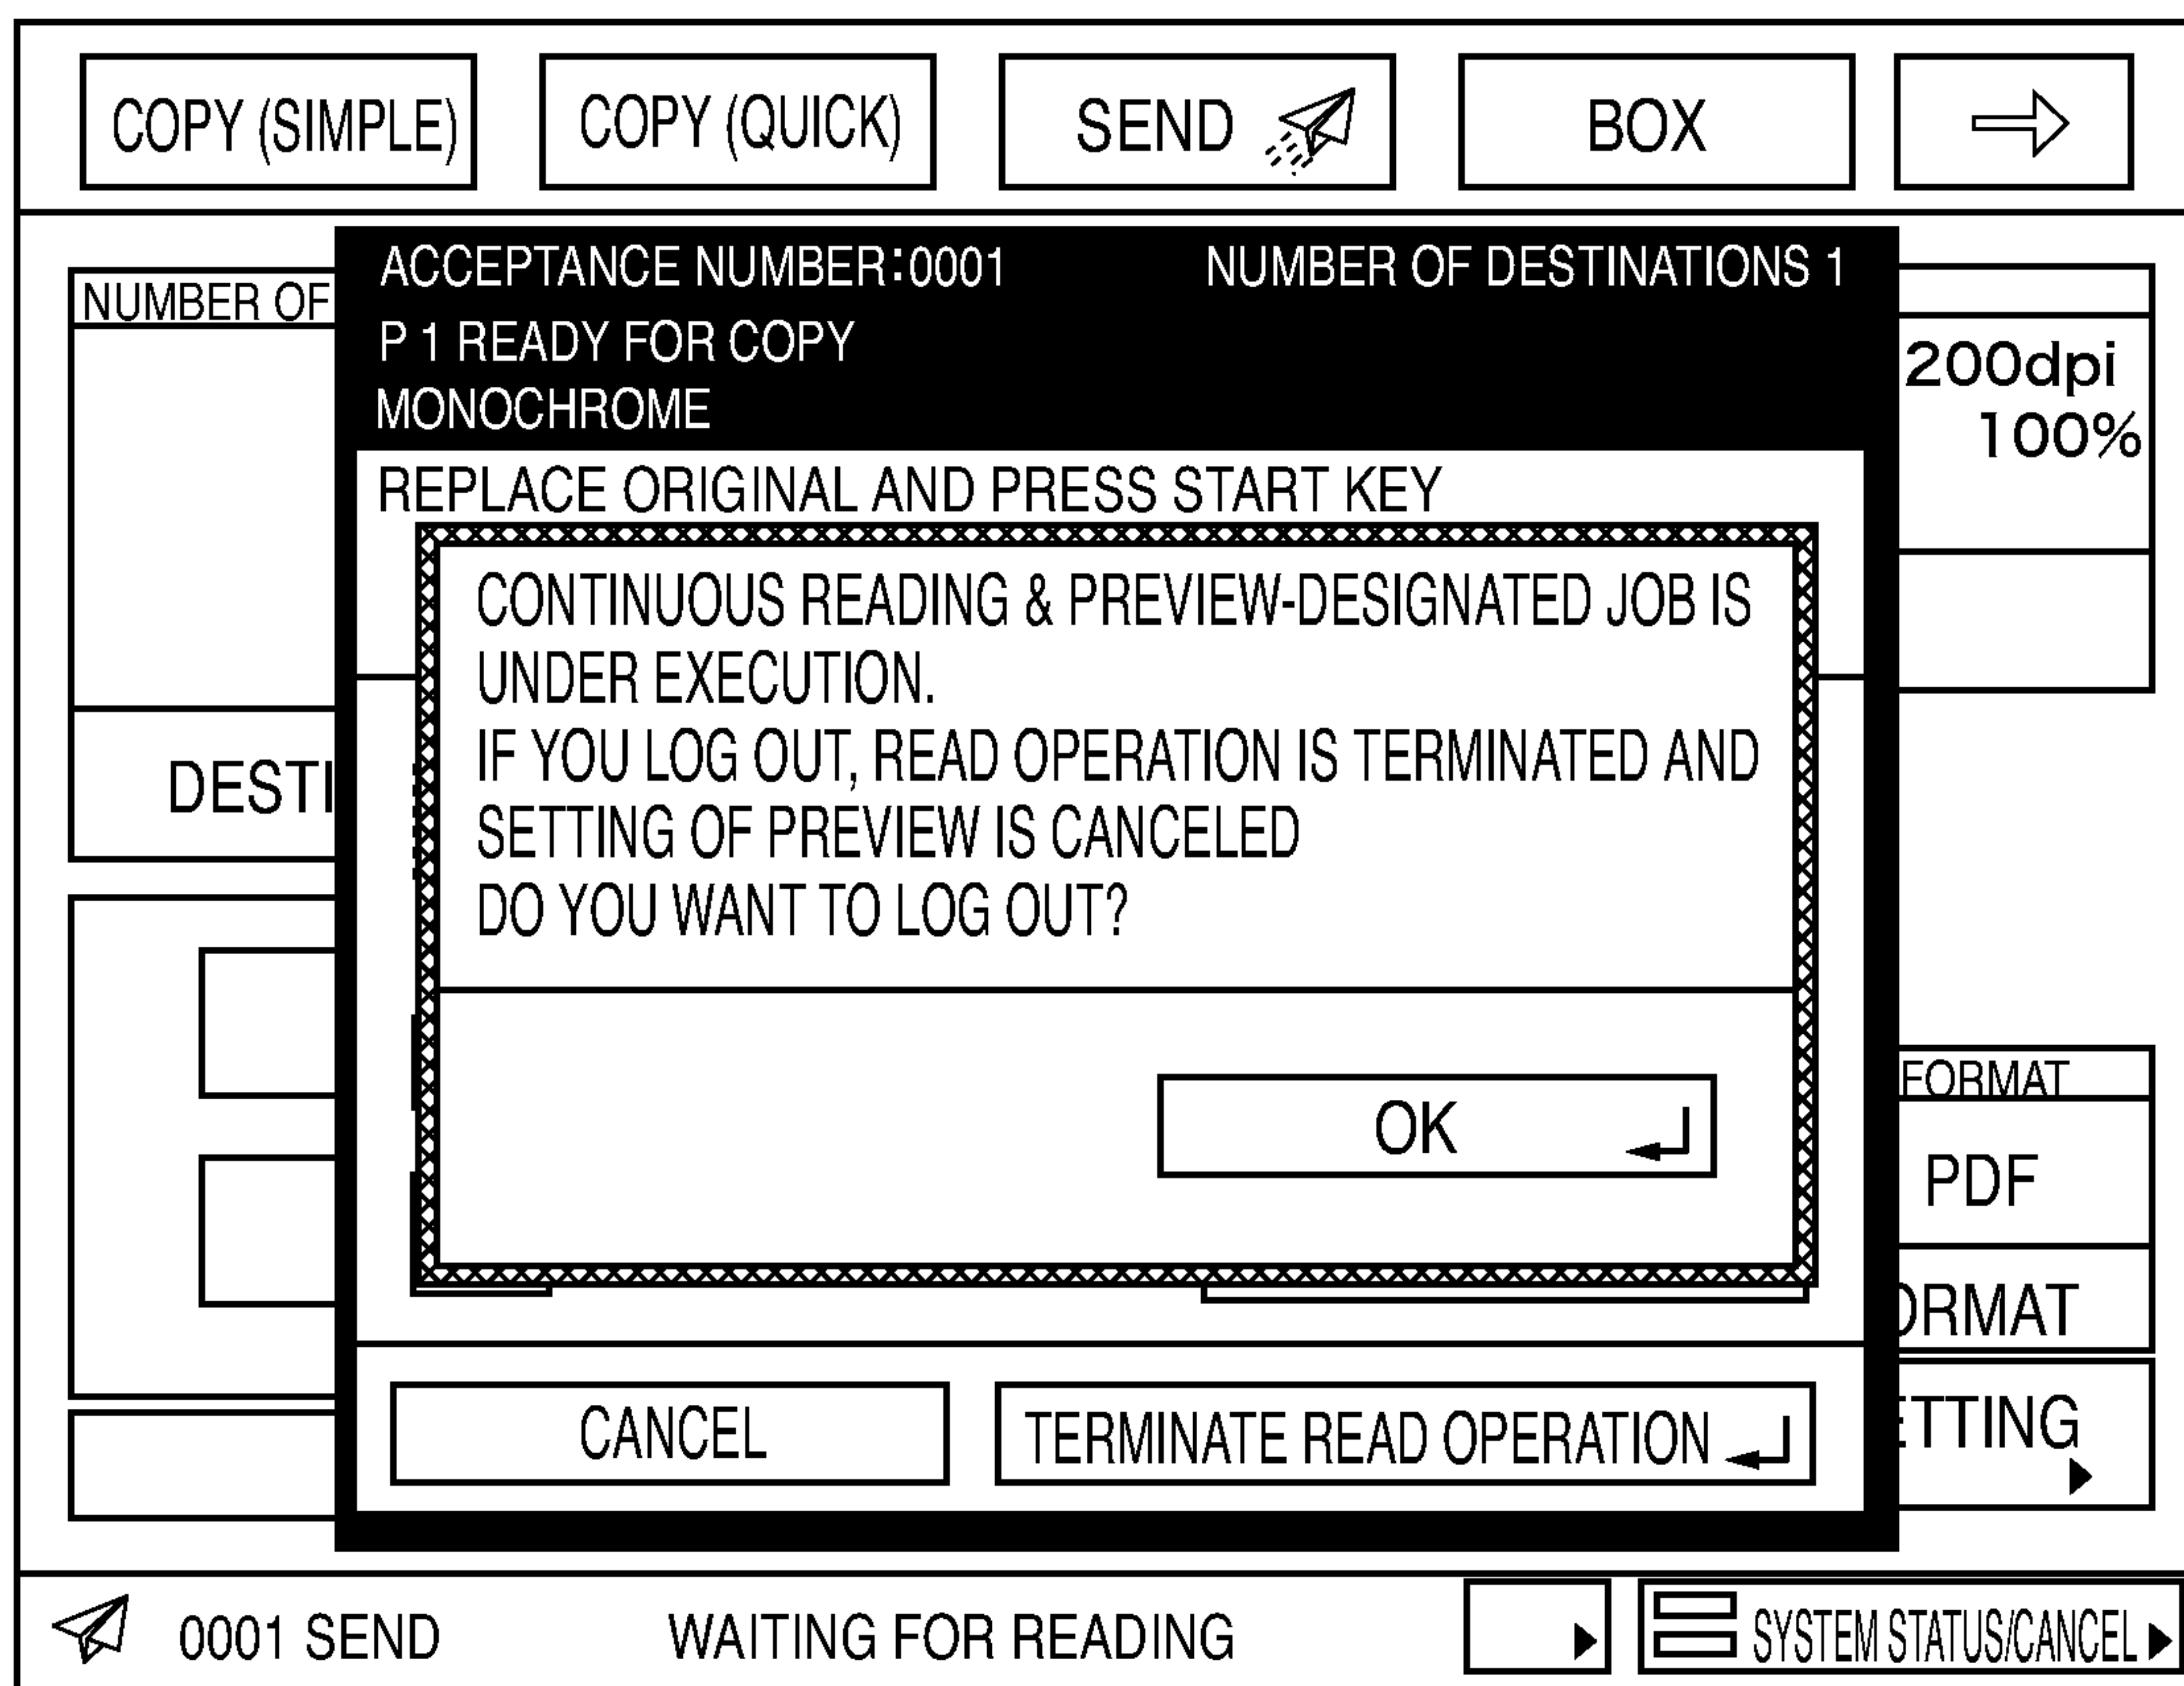 COPY (SIMPLE)
COPY (QUICK)
SEND
BOX
ACCEPTANCE NUMBER:0001
NUMBER OF DESTINATIONS 1
NUMBER OF
P 1 READY FOR COPY
MONOCHROME
200dpi
100%
REPLACE ORIGINAL AND PRESS START KEY
CONTINUOUS READING & PREVIEW-DESIGNATED JOB IS
UNDER EXECUTION.
IF YOU LOG OUT, READ OPERATION IS TERMINATED AND
SETTING OF PREVIEW IS CANCELED
DO YOU WANT TO LOG OUT?
DESTI
OK
FORMAT
PDF
ORMAT
ETTING
CANCEL
TERMINATE READ OPERATION
0001 SEND
WAITING FOR READING
SYSTEM STATUS/CANCEL